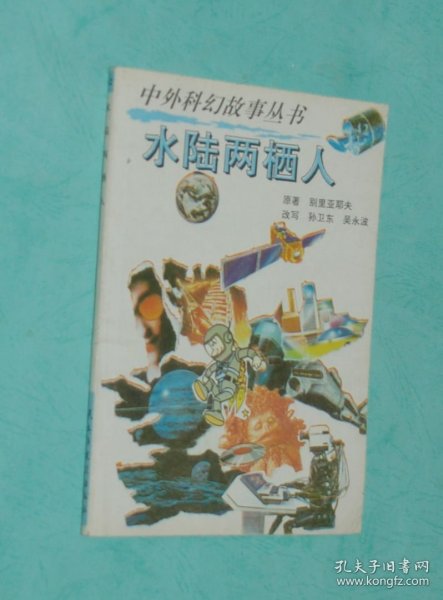 中外科幻故事丛书
水陆两栖人
原著 别里亚耶夫
改写 孙卫东 吴永波
孔夫子旧书网
www.kongfz.com